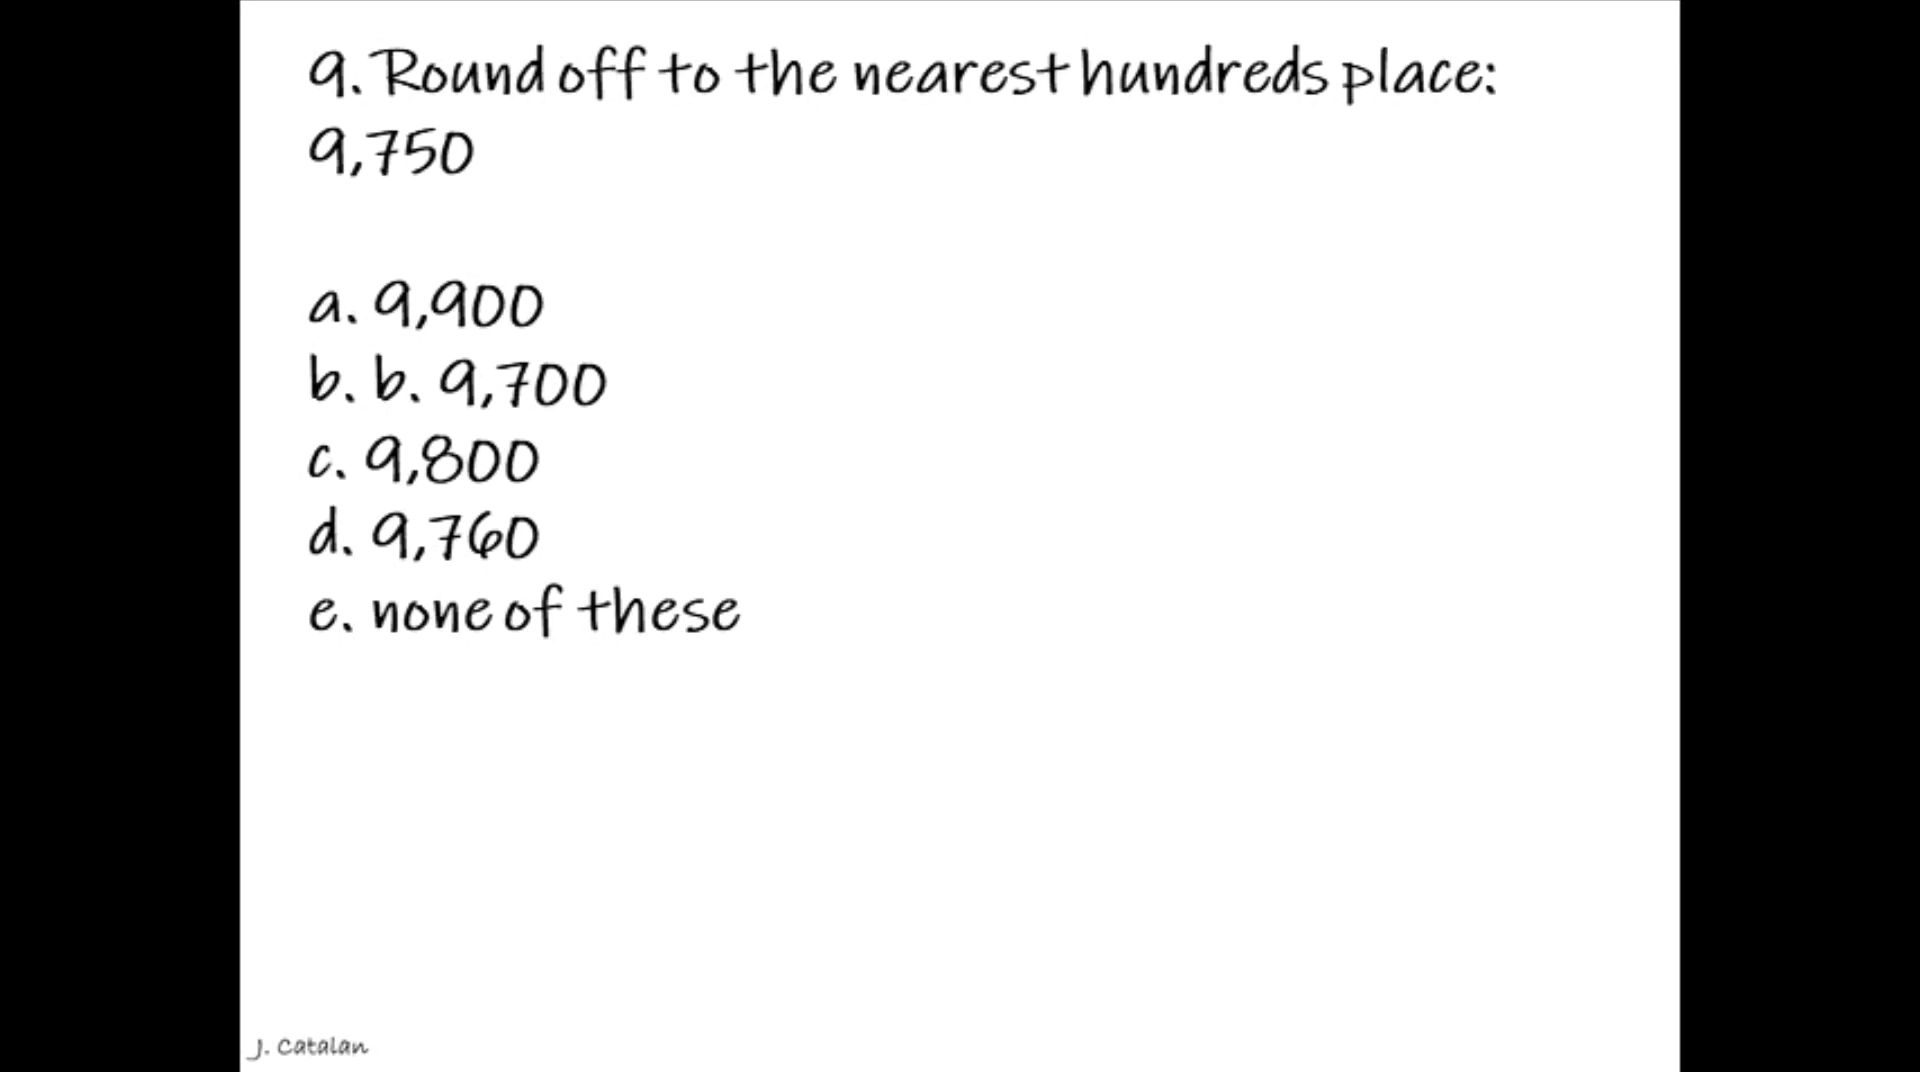 9. Round off to the nearest hundreds place:
9,750
a. 9,900
b. b. 9,700
c. 9,800
d. 9,760
e. none of these
J. Catalan